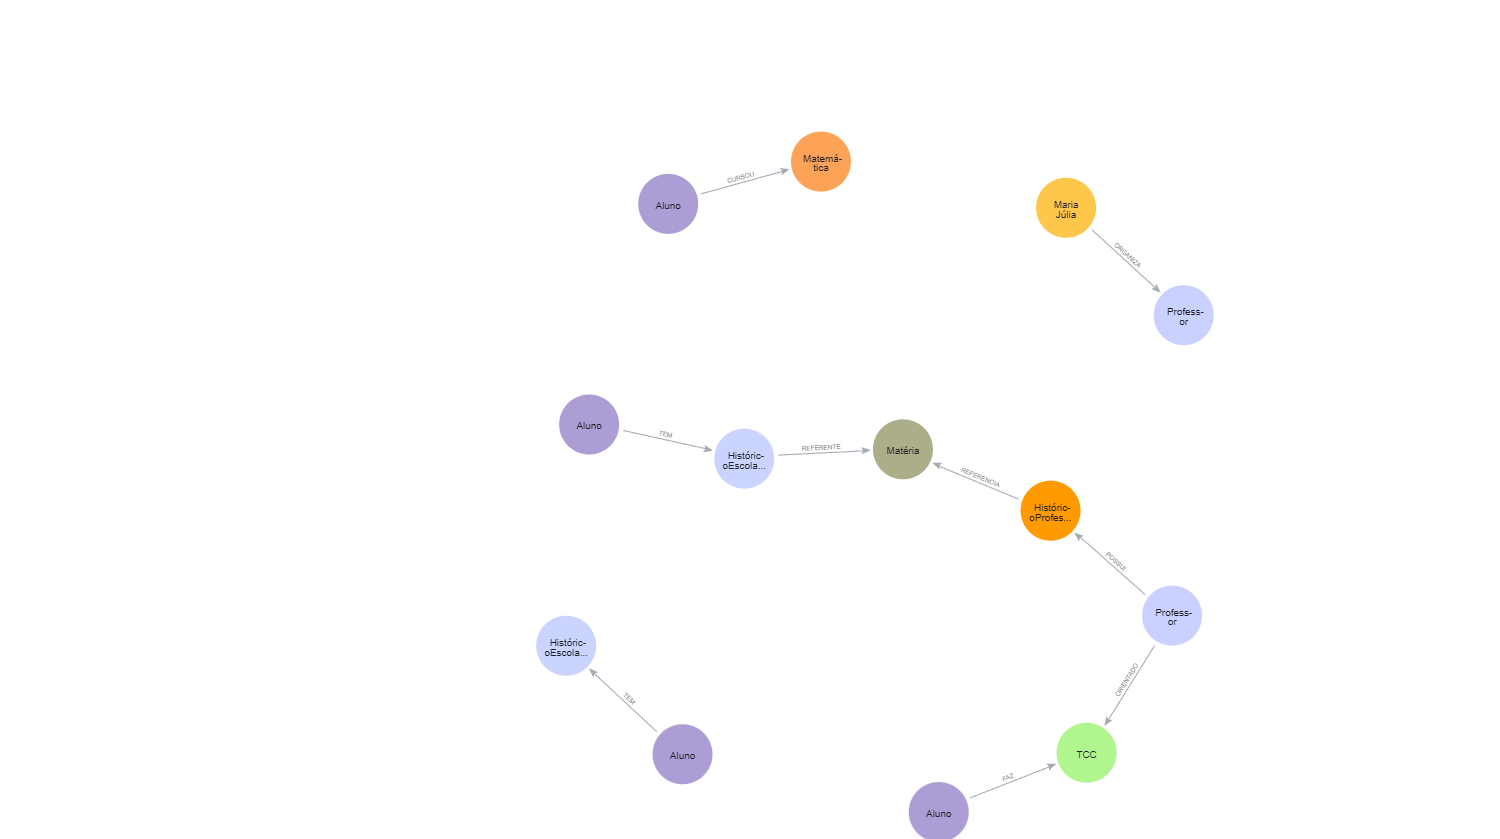 Matemá-
tica
CURSOU
Aluno
Maria
Júlia
ORGANIZA
Profess-
or
Aluno
TEM
Históric-
oEscola...
REFERENTE
Matéria
REFERENCIA
Históric-
oProfes...
POSSUI
Profess-
or
ORIENTADO
Históric-
oEscola...
TEM
Aluno
TCC
FAZ
Aluno